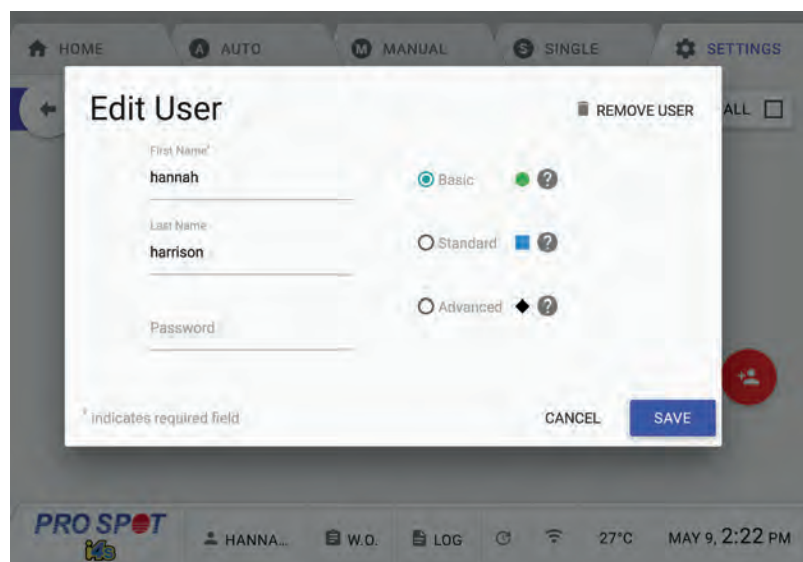 HOME A AUTO M MANUAL S SINGLE SETTINGS
Edit User
REMOVE USER ALL
First Name*
hannah
Basic ?
Last Name
harrison
Standard ?
Advanced ?
Password
* indicates required field
CANCEL SAVE
PRO SPOT
i4s
HANNA... W.O. LOG 27°C MAY 9, 2:22 PM